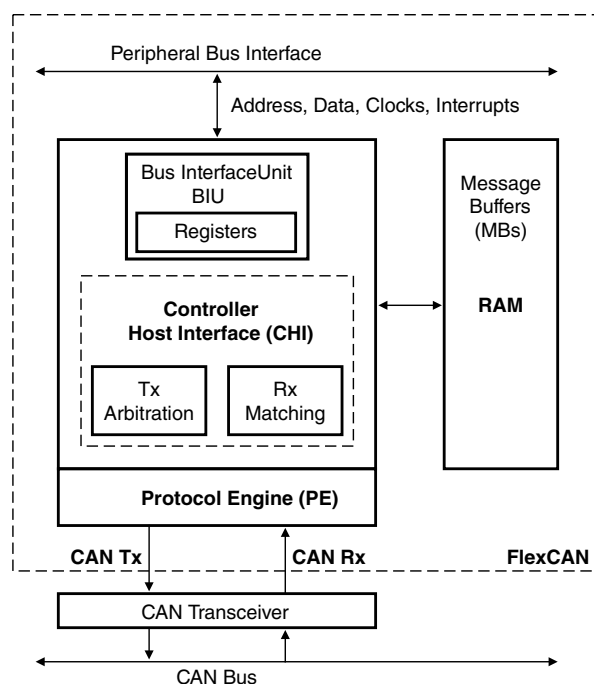 Peripheral Bus Interface
Address, Data, Clocks, Interrupts
Bus InterfaceUnit
BIU
Registers
Message
Buffers
(MBs)
RAM
Controller
Host Interface (CHI)
Tx
Arbitration
Rx
Matching
Protocol Engine (PE)
CAN Tx
CAN Rx
FlexCAN
CAN Transceiver
CAN Bus